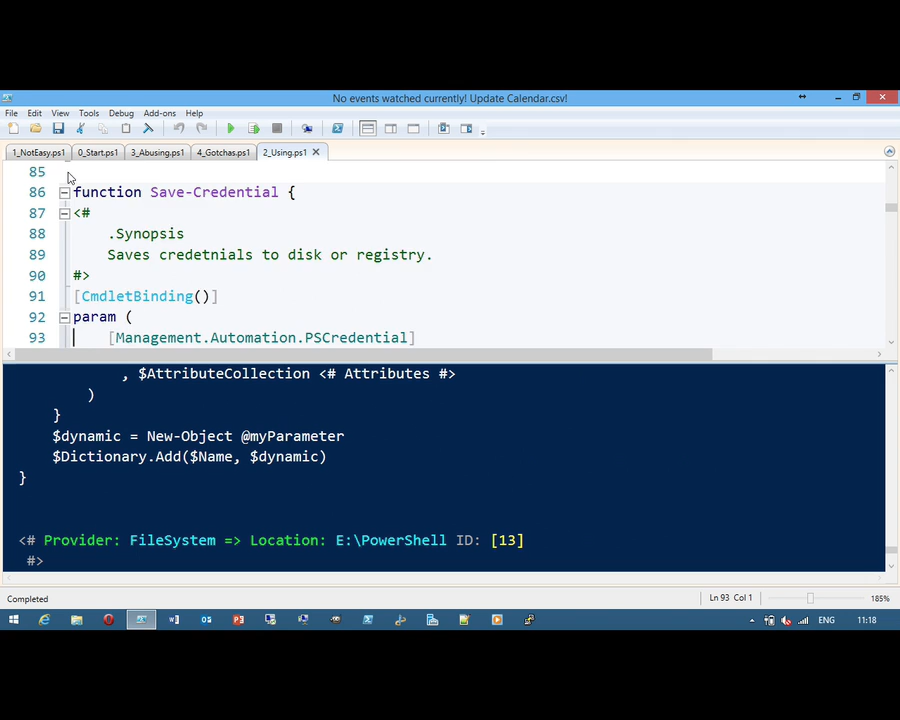 No events watched currently! Update Calendar.csv!
File Edit View Tools Debug Add-ons Help
1_NotEasy.ps1 0_Start.ps1 3_Abusing.ps1 4_Gotchas.ps1 2_Using.ps1
85
86 function Save-Credential {
87 <#
88 .Synopsis
89 Saves credetnials to disk or registry.
90 #>
91 [CmdletBinding()]
92 param (
93 [Management.Automation.PSCredential]
, $AttributeCollection <# Attributes #>
)
}
$dynamic = New-Object @myParameter
$Dictionary.Add($Name, $dynamic)
}
<# Provider: FileSystem => Location: E:\PowerShell ID: [13]
#>
Completed
Ln 93 Col 1
185%
ENG 11:18